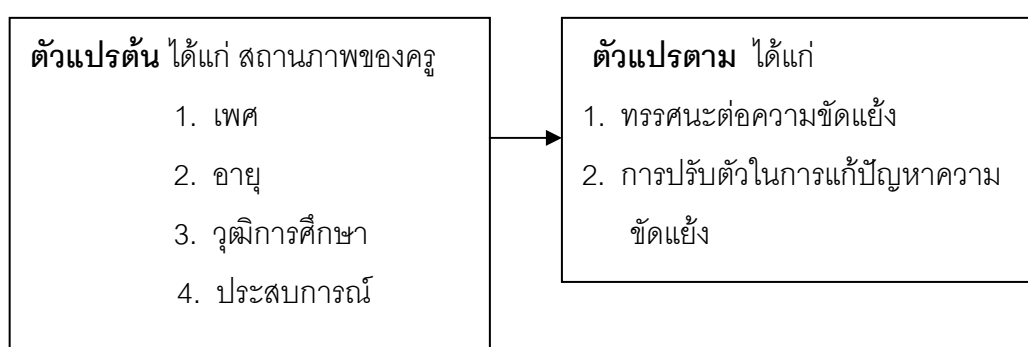 ตัวแปรต้น ได้แก่ สถานภาพของครู
1. เพศ
2. อายุ
3. วุฒิการศึกษา
4. ประสบการณ์
ตัวแปรตาม ได้แก่
1. ทรรศนะต่อความขัดแย้ง
2. การปรับตัวในการแก้ปัญหาความ
ขัดแย้ง